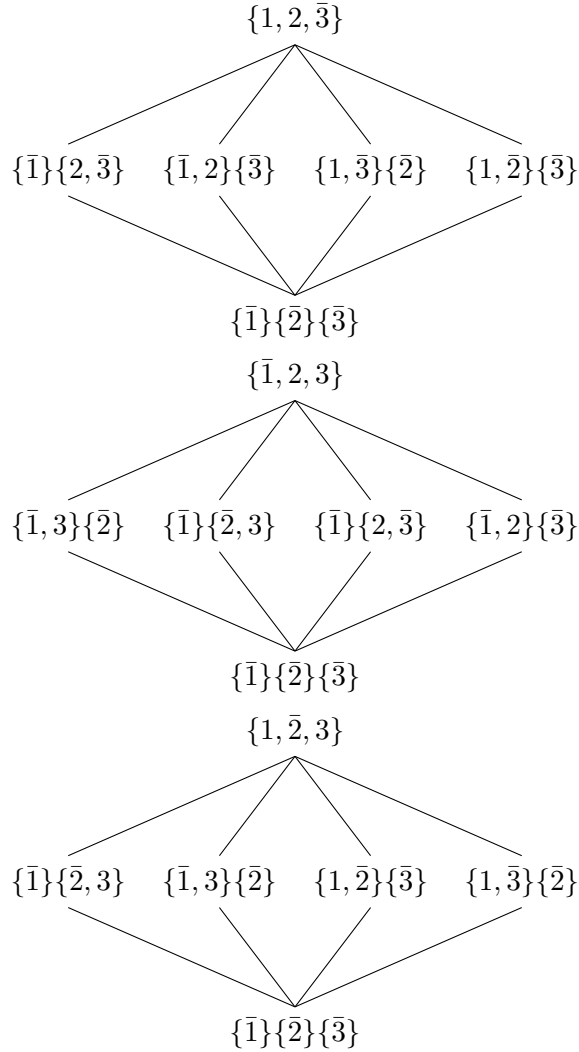 {1, 2, 3̄}
{1̄}{2, 3̄} {1̄, 2}{3̄} {1, 3̄}{2̄} {1, 2̄}{3̄}
{1̄}{2̄}{3̄}
{1̄, 2, 3}
{1̄, 3}{2̄} {1̄}{2̄, 3} {1̄}{2, 3̄} {1̄, 2}{3̄}
{1̄}{2̄}{3̄}
{1, 2̄, 3}
{1̄}{2̄, 3} {1̄, 3}{2̄} {1, 2̄}{3̄} {1, 3̄}{2̄}
{1̄}{2̄}{3̄}